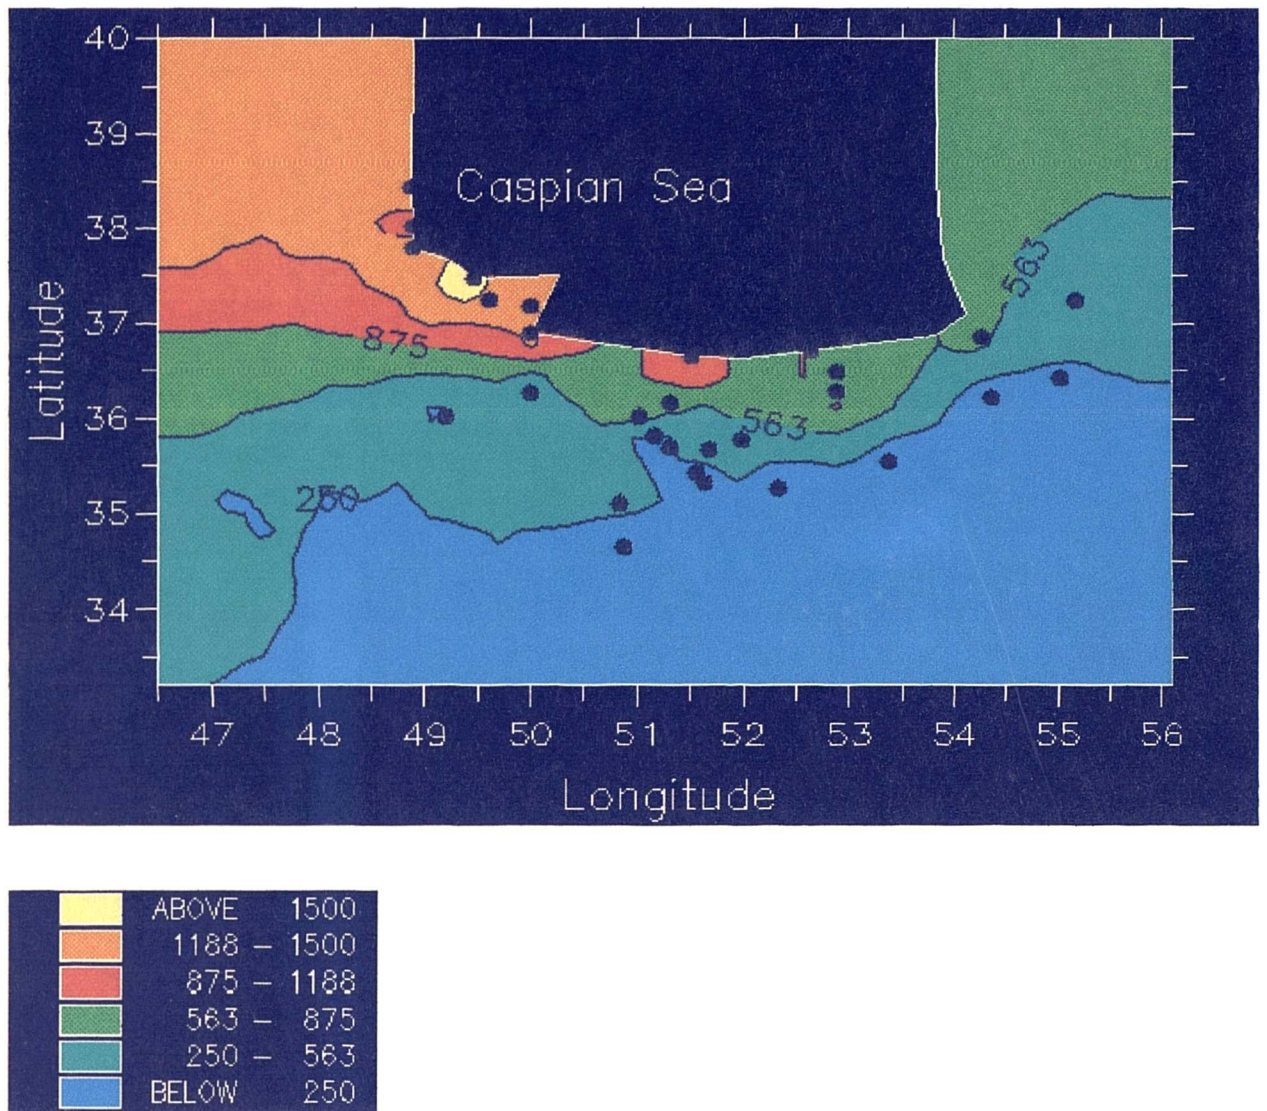 40
39
Caspian Sea
38
563
37
875
36
563
250
35
34
Latitude
47 48 49 50 51 52 53 54 55 56
Longitude
ABOVE 1500
1188 – 1500
875 – 1188
563 – 875
250 – 563
BELOW 250